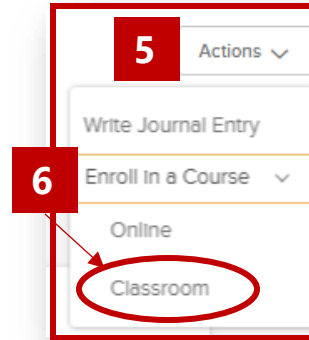 5
Actions
Write Journal Entry
6
Enroll in a Course
Online
Classroom